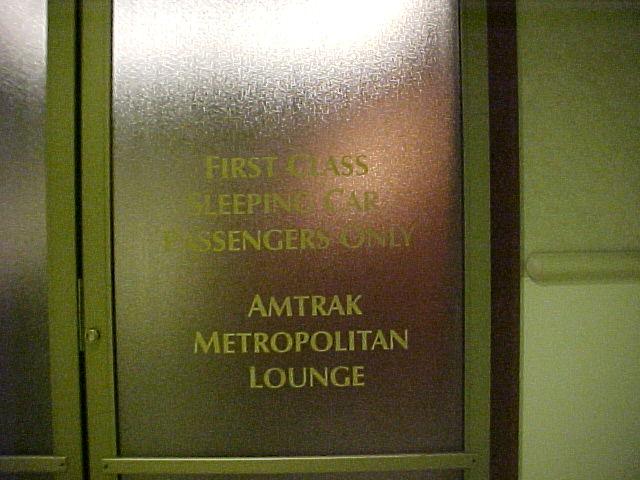 First Class
Sleeping Car
Passengers Only
Amtrak
Metropolitan
Lounge